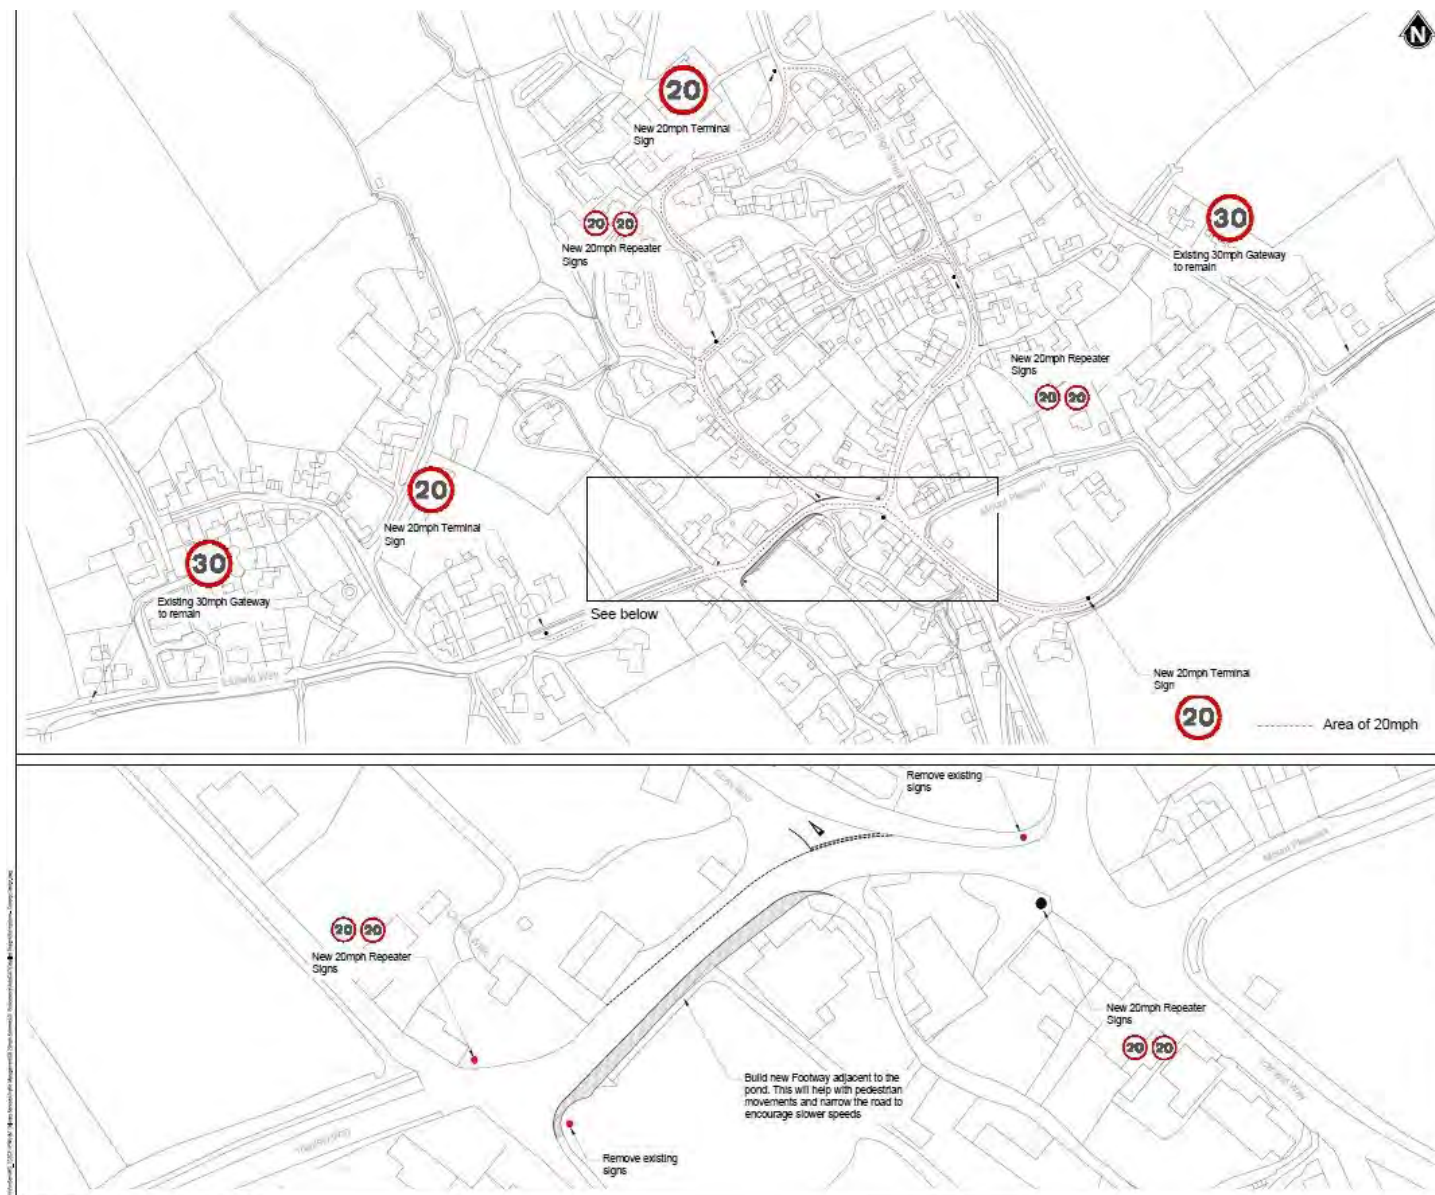 N
20
New 20mph Terminal
Sign
20 20
New 20mph Repeater
Signs
30
Existing 30mph Gateway
to remain
New 20mph Repeater
Signs
20 20
20
New 20mph Terminal
Sign
30
Existing 30mph Gateway
to remain
Mount Pleasant
See below
New 20mph Terminal
Sign
20
Area of 20mph
Remove existing
signs
Mount Pleasant
20 20
New 20mph Repeater
Signs
New 20mph Repeater
Signs
20 20
Build new Footway adjacent to the
pond. This will help with pedestrian
movements and narrow the road to
encourage slower speeds
Remove existing
signs